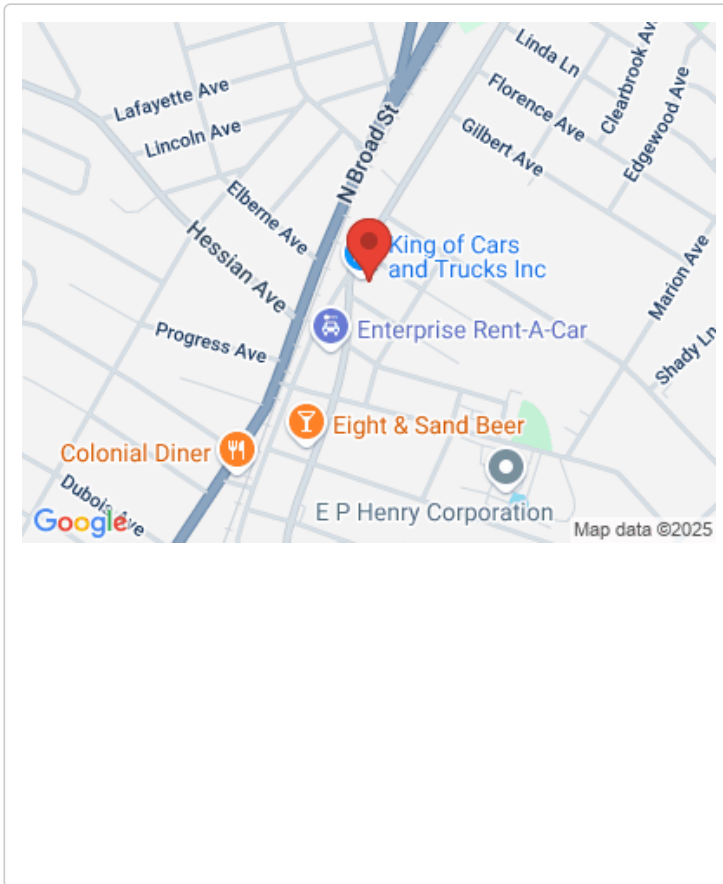 Linda Ln
Clearbrook Av
Lafayette Ave
Florence Ave
Edgewood Ave
Lincoln Ave
N Broad St
Gilbert Ave
Elberne Ave
Hessian Ave
King of Cars
and Trucks Inc
Marion Ave
Progress Ave
Enterprise Rent-A-Car
Shady Ln
Eight & Sand Beer
Colonial Diner
Dubois Ave
E P Henry Corporation
Google
Map data ©2025